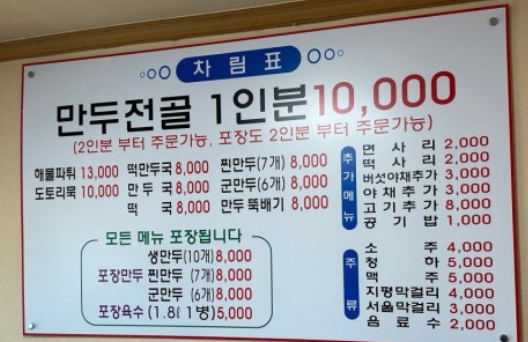 차림표
만두전골 1인분 10,000
(2인분 부터 주문가능, 포장도 2인분 부터 주문가능)
해물파튀 13,000 떡만두국 8,000 찐만두(7개) 8,000
도토리묵 10,000 만두국 8,000 군만두(6개) 8,000
떡국 8,000 만두 뚝배기 8,000
추가메뉴
면사리 2,000
떡사리 2,000
버섯야채추가 3,000
야채추가 3,000
고기추가 8,000
공기밥 1,000
모든 메뉴 포장됩니다
생만두(10개) 8,000
포장만두 찐만두 (7개) 8,000
군만두 (6개) 8,000
포장육수 (1.8ℓ 1병) 5,000
주류
소주 4,000
청하 5,000
맥주 5,000
지평막걸리 4,000
서울막걸리 3,000
음료수 2,000